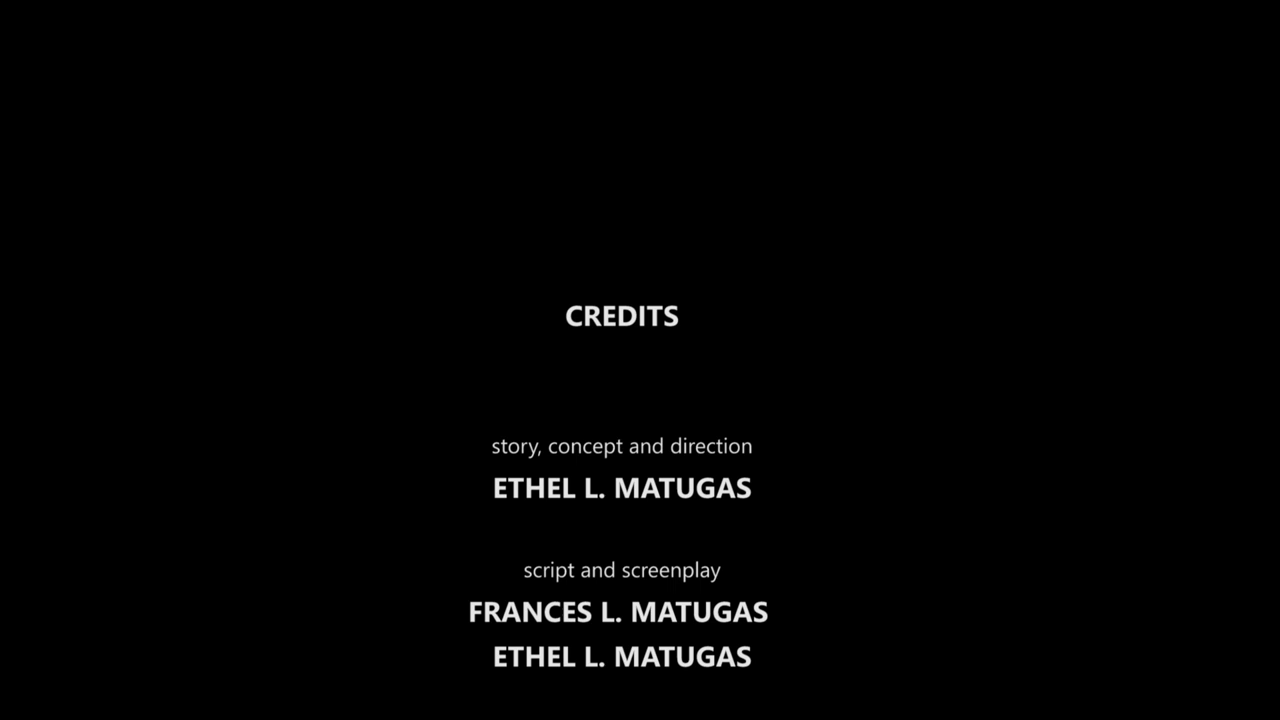 CREDITS
story, concept and direction
ETHEL L. MATUGAS
script and screenplay
FRANCES L. MATUGAS
ETHEL L. MATUGAS